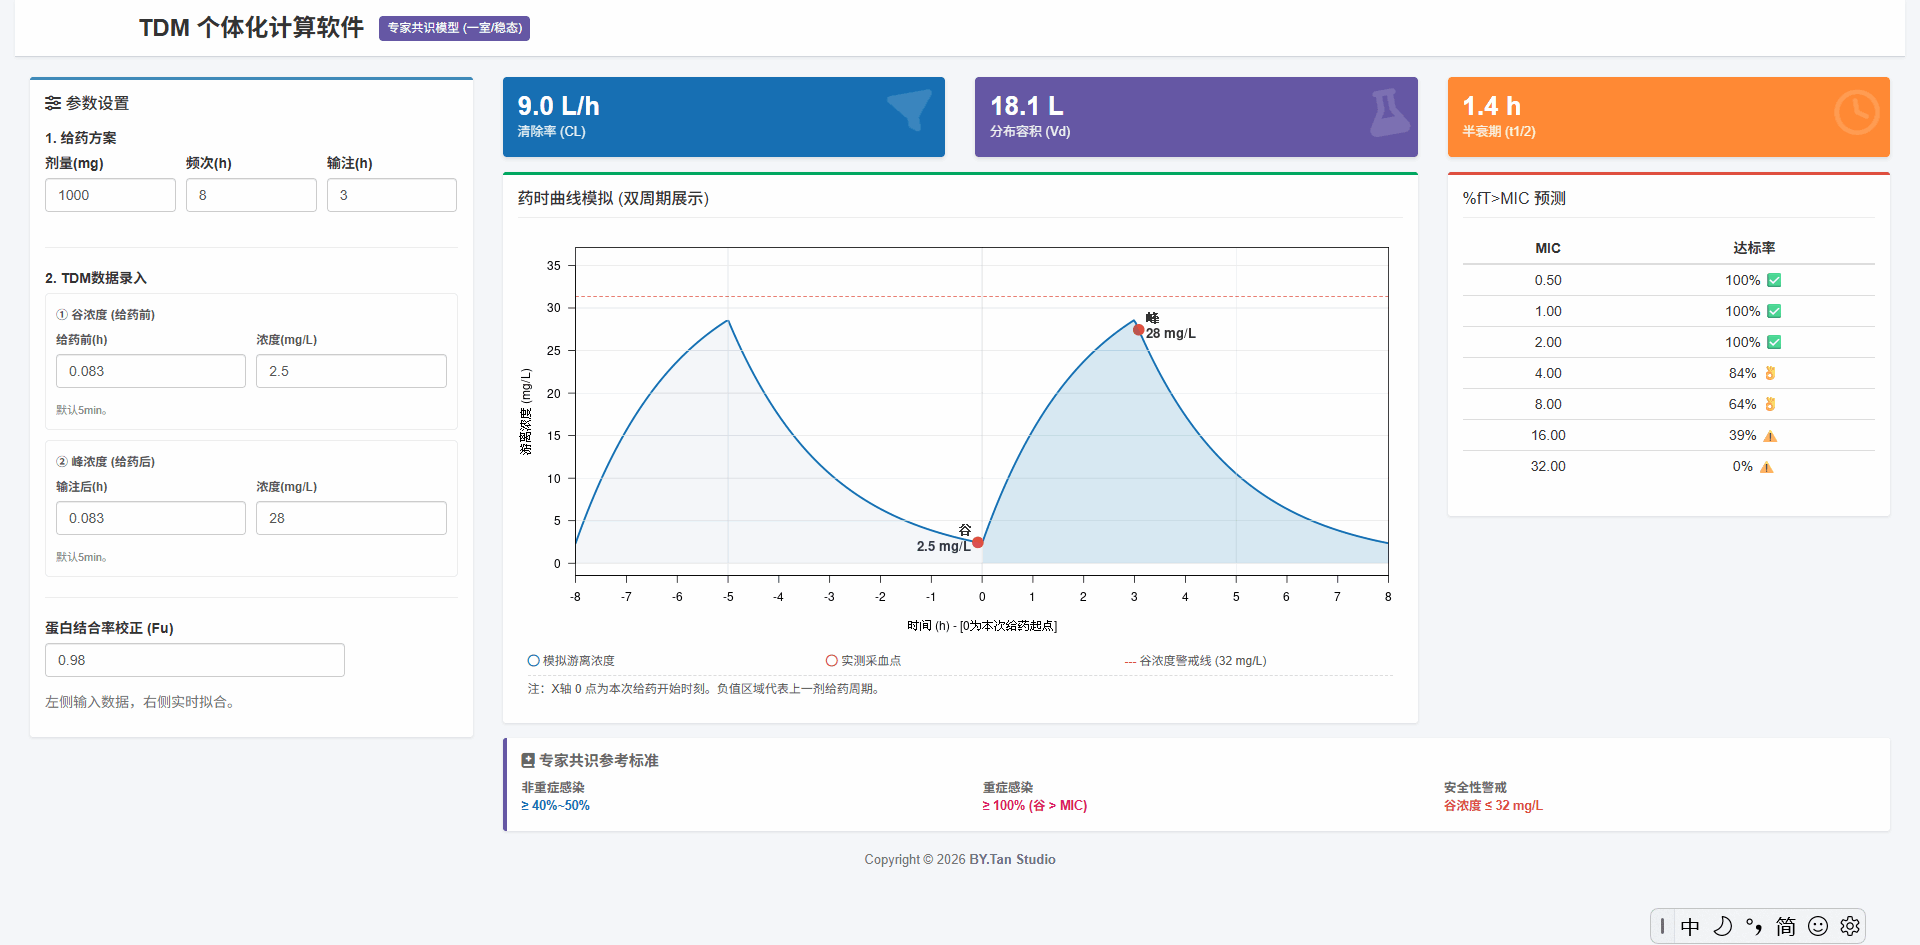 TDM 个体化计算软件 专家共识模型 (一室/稳态)
参数设置
1. 给药方案
剂量(mg) 频次(h) 输注(h)
1000 8 3
2. TDM数据录入
① 谷浓度 (给药前)
给药前(h) 浓度(mg/L)
0.083 2.5
默认5min。
② 峰浓度 (给药后)
输注后(h) 浓度(mg/L)
0.083 28
默认5min。
蛋白结合率校正 (Fu)
0.98
左侧输入数据，右侧实时拟合。
9.0 L/h
清除率 (CL)
18.1 L
分布容积 (Vd)
1.4 h
半衰期 (t1/2)
药时曲线模拟 (双周期展示)
35
30
25
20
15
10
5
0
游离浓度 (mg/L)
峰
28 mg/L
谷
2.5 mg/L
-8 -7 -6 -5 -4 -3 -2 -1 0 1 2 3 4 5 6 7 8
时间 (h) - [0为本次给药起点]
模拟游离浓度 实测采血点 --- 谷浓度警戒线 (32 mg/L)
注：X轴 0 点为本次给药开始时刻。负值区域代表上一剂给药周期。
%fT>MIC 预测
MIC 达标率
0.50 100% ✅
1.00 100% ✅
2.00 100% ✅
4.00 84% 👌
8.00 64% 👌
16.00 39% ⚠️
32.00 0% ⚠️
专家共识参考标准
非重症感染 重症感染 安全性警戒
≥ 40%~50% ≥ 100% (谷 > MIC) 谷浓度 ≤ 32 mg/L
Copyright © 2026 BY.Tan Studio
中 简